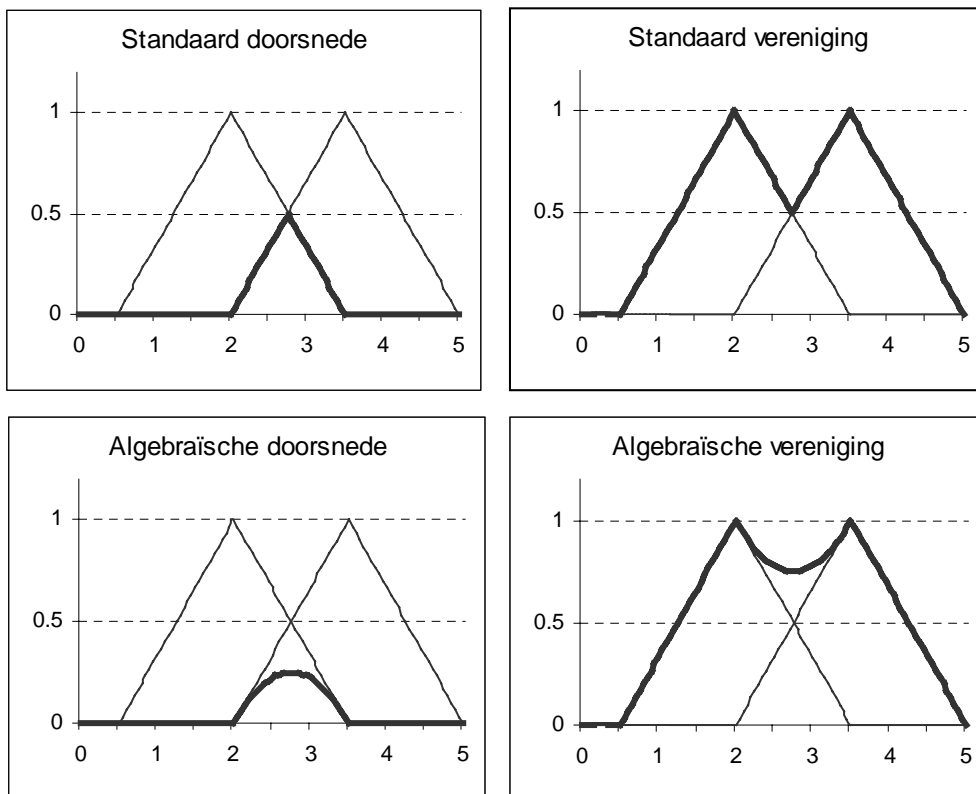 Standaard doorsnede
1
0.5
0
0 1 2 3 4 5
Standaard vereniging
1
0.5
0
0 1 2 3 4 5
Algebraïsche doorsnede
1
0.5
0
0 1 2 3 4 5
Algebraïsche vereniging
1
0.5
0
0 1 2 3 4 5